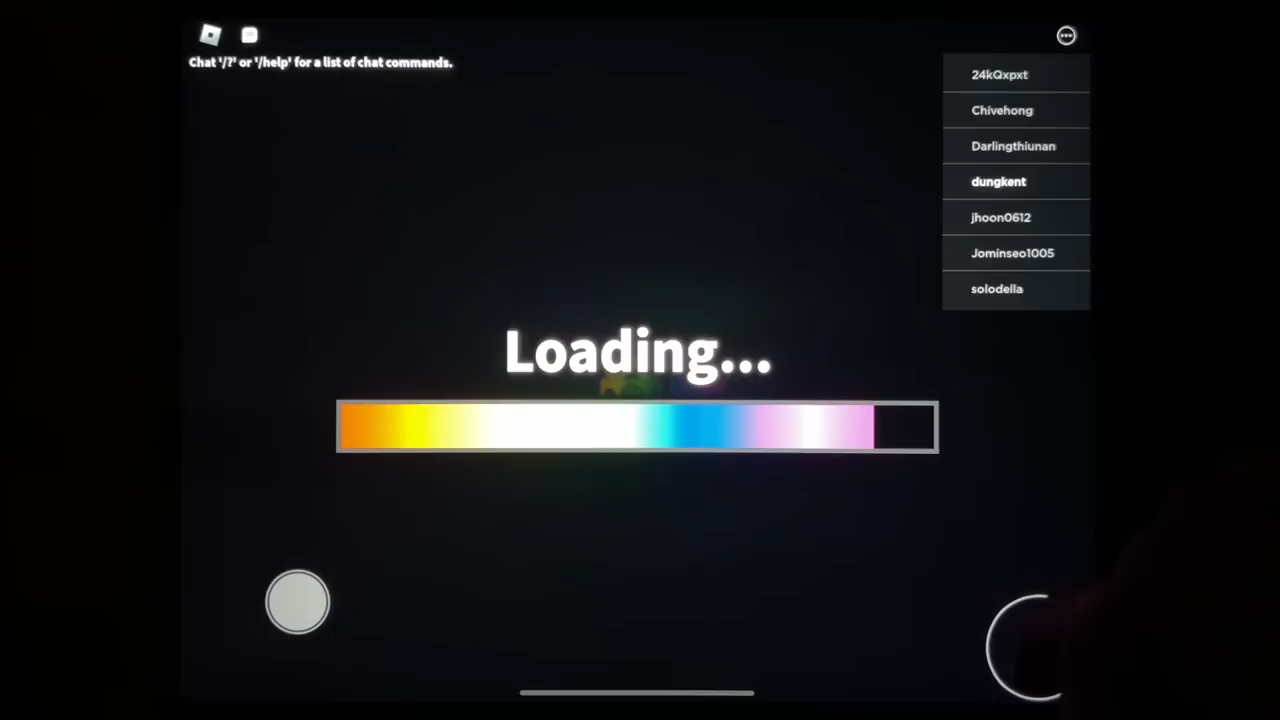 Chat '/?' or '/help' for a list of chat commands.
24kQxpxt
Chivehong
Darlingthiunan
dungkent
jhoon0612
Jominseo1005
solodella
Loading...